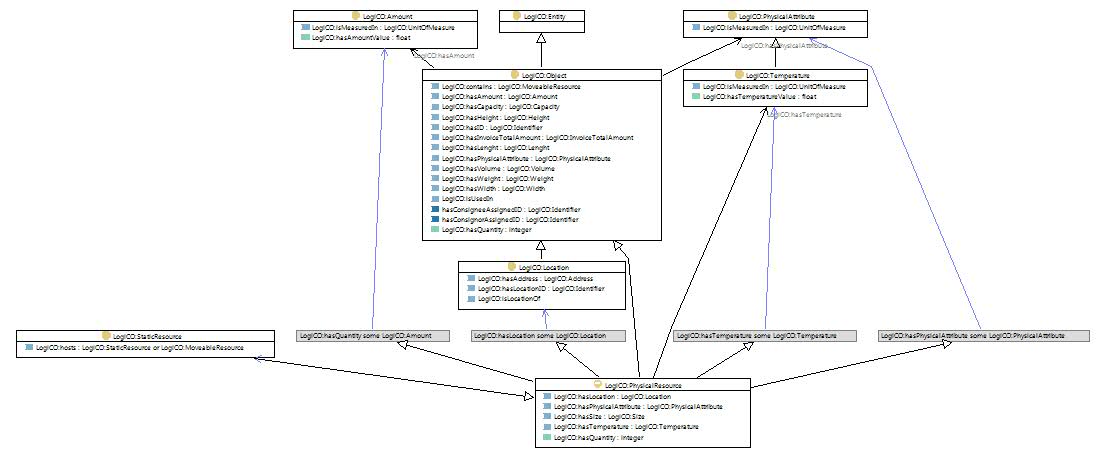 LogiCO:Amount
LogiCO:isMeasuredIn : LogiCO:UnitOfMeasure
LogiCO:hasAmountValue : float
LogiCO:Entity
LogiCO:PhysicalAttribute
LogiCO:isMeasuredIn : LogiCO:UnitOfMeasure
LogiCO:hasAmount
LogiCO:hasPhysicalAttribute
LogiCO:Object
LogiCO:contains : LogiCO:MoveableResource
LogiCO:hasAmount : LogiCO:Amount
LogiCO:hasCapacity : LogiCO:Capacity
LogiCO:hasHeight : LogiCO:Height
LogiCO:hasID : LogiCO:Identifier
LogiCO:hasInvoiceTotalAmount : LogiCO:InvoiceTotalAmount
LogiCO:hasLenght : LogiCO:Lenght
LogiCO:hasPhysicalAttribute : LogiCO:PhysicalAttribute
LogiCO:hasVolume : LogiCO:Volume
LogiCO:hasWeight : LogiCO:Weight
LogiCO:hasWidth : LogiCO:Width
LogiCO:isUsedIn
hasConsigneeAssignedID : LogiCO:Identifier
hasConsignorAssignedID : LogiCO:Identifier
LogiCO:hasQuantity : integer
LogiCO:Temperature
LogiCO:isMeasuredIn : LogiCO:UnitOfMeasure
LogiCO:hasTemperatureValue : float
LogiCO:hasTemperature
LogiCO:Location
LogiCO:hasAddress : LogiCO:Address
LogiCO:hasLocationID : LogiCO:Identifier
LogiCO:isLocationOf
LogiCO:StaticResource
LogiCO:hosts : LogiCO:StaticResource or LogiCO:MoveableResource
LogiCO:hasQuantity some LogiCO:Amount
LogiCO:hasLocation some LogiCO:Location
LogiCO:hasTemperature some LogiCO:Temperature
LogiCO:hasPhysicalAttribute some LogiCO:PhysicalAttribute
LogiCO:PhysicalResource
LogiCO:hasLocation : LogiCO:Location
LogiCO:hasPhysicalAttribute : LogiCO:PhysicalAttribute
LogiCO:hasSize : LogiCO:Size
LogiCO:hasTemperature : LogiCO:Temperature
LogiCO:hasQuantity : integer